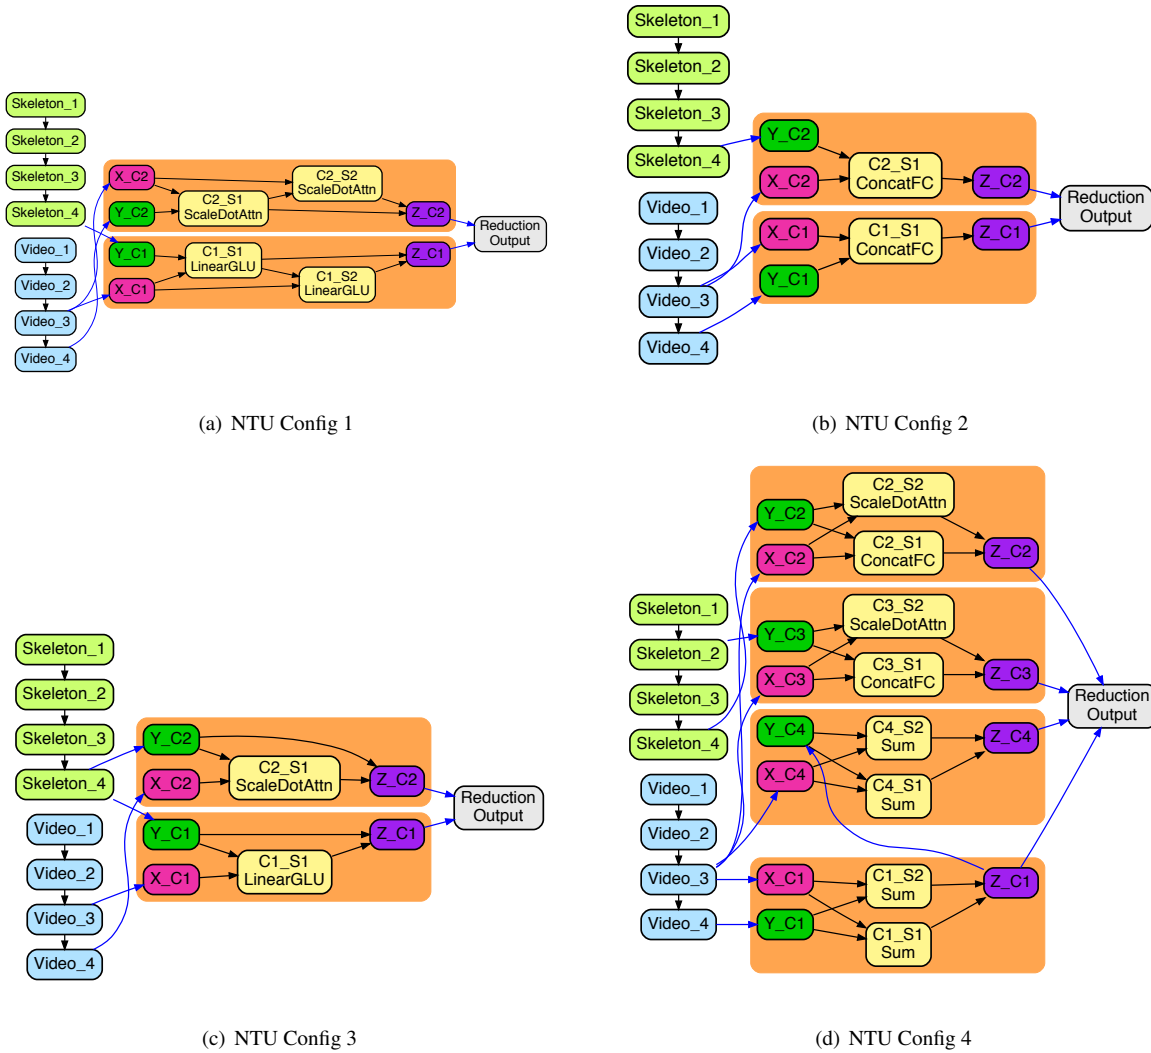 Skeleton_1
Skeleton_2
Skeleton_3
Skeleton_4
Video_1
Video_2
Video_3
Video_4
X_C2
Y_C2
C2_S1
ScaleDotAttn
C2_S2
ScaleDotAttn
Z_C2
Y_C1
X_C1
C1_S1
LinearGLU
C1_S2
LinearGLU
Z_C1
Reduction
Output
(a) NTU Config 1
Skeleton_1
Skeleton_2
Skeleton_3
Skeleton_4
Video_1
Video_2
Video_3
Video_4
Y_C2
X_C2
C2_S1
ConcatFC
Z_C2
X_C1
Y_C1
C1_S1
ConcatFC
Z_C1
Reduction
Output
(b) NTU Config 2
Skeleton_1
Skeleton_2
Skeleton_3
Skeleton_4
Video_1
Video_2
Video_3
Video_4
Y_C2
X_C2
C2_S1
ScaleDotAttn
Z_C2
Y_C1
X_C1
C1_S1
LinearGLU
Z_C1
Reduction
Output
(c) NTU Config 3
Skeleton_1
Skeleton_2
Skeleton_3
Skeleton_4
Video_1
Video_2
Video_3
Video_4
Y_C2
X_C2
C2_S2
ScaleDotAttn
C2_S1
ConcatFC
Z_C2
Y_C3
X_C3
C3_S2
ScaleDotAttn
C3_S1
ConcatFC
Z_C3
Y_C4
X_C4
C4_S2
Sum
C4_S1
Sum
Z_C4
X_C1
Y_C1
C1_S2
Sum
C1_S1
Sum
Z_C1
Reduction
Output
(d) NTU Config 4